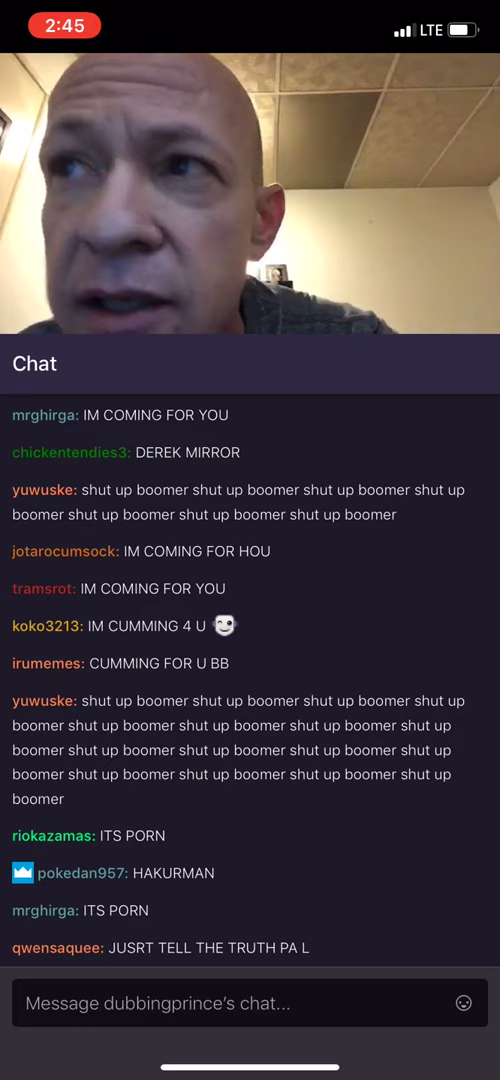 2:45
LTE
Chat
mrghirga: IM COMING FOR YOU
chickentendies3: DEREK MIRROR
yuwuske: shut up boomer shut up boomer shut up boomer shut up
boomer shut up boomer shut up boomer shut up boomer
jotarocumsock: IM COMING FOR HOU
tramsrot: IM COMING FOR YOU
koko3213: IM CUMMING 4 U
irumemes: CUMMING FOR U BB
yuwuske: shut up boomer shut up boomer shut up boomer shut up
boomer shut up boomer shut up boomer shut up boomer shut up
boomer shut up boomer shut up boomer shut up boomer shut up
boomer shut up boomer shut up boomer shut up boomer shut up
boomer
riokazamas: ITS PORN
pokedan957: HAKURMAN
mrghirga: ITS PORN
qwensaquee: JUSRT TELL THE TRUTH PA L
Message dubbingprince's chat...